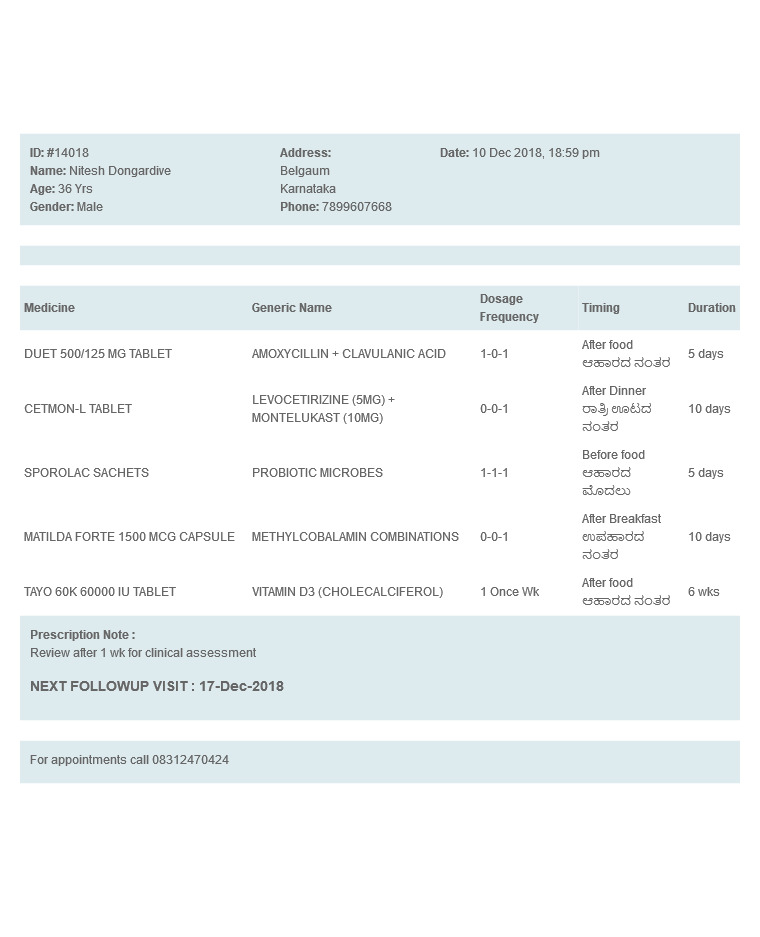 ID: #14018
Name: Nitesh Dongardive
Age: 36 Yrs
Gender: Male
Address:
Belgaum
Karnataka
Phone: 7899607668
Date: 10 Dec 2018, 18:59 pm
Medicine Generic Name Dosage Frequency Timing Duration
DUET 500/125 MG TABLET AMOXYCILLIN + CLAVULANIC ACID 1-0-1 After food 5 days
ಆಹಾರದ ನಂತರ
CETMON-L TABLET LEVOCETIRIZINE (5MG) + MONTELUKAST (10MG) 0-0-1 After Dinner 10 days
ರಾತ್ರಿ ಊಟದ
ನಂತರ
SPOROLAC SACHETS PROBIOTIC MICROBES 1-1-1 Before food 5 days
ಆಹಾರದ
ಮೊದಲು
MATILDA FORTE 1500 MCG CAPSULE METHYLCOBALAMIN COMBINATIONS 0-0-1 After Breakfast 10 days
ಉಪಹಾರದ
ನಂತರ
TAYO 60K 60000 IU TABLET VITAMIN D3 (CHOLECALCIFEROL) 1 Once Wk After food 6 wks
ಆಹಾರದ ನಂತರ
Prescription Note :
Review after 1 wk for clinical assessment
NEXT FOLLOWUP VISIT : 17-Dec-2018
For appointments call 08312470424